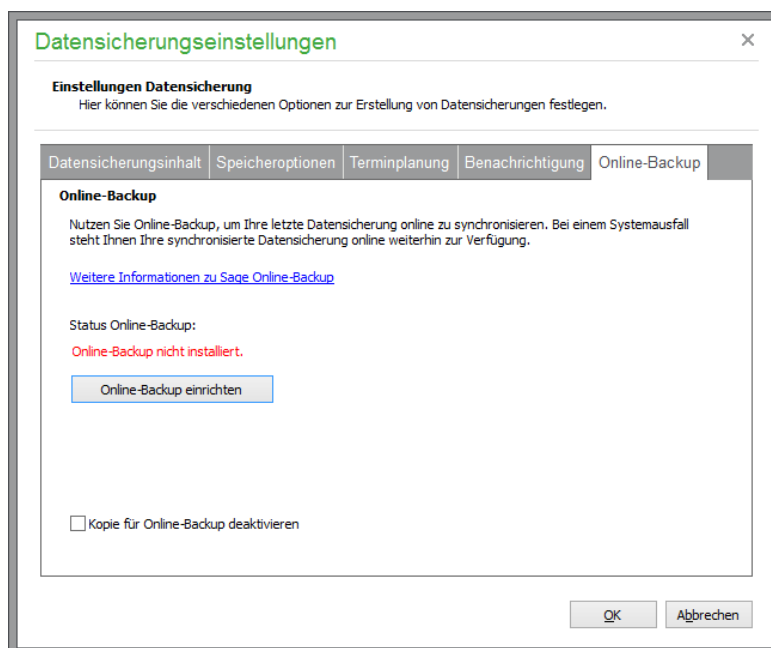 Datensicherungseinstellungen
Einstellungen Datensicherung
Hier können Sie die verschiedenen Optionen zur Erstellung von Datensicherungen festlegen.
Datensicherungsinhalt Speicheroptionen Terminplanung Benachrichtigung Online-Backup
Online-Backup
Nutzen Sie Online-Backup, um Ihre letzte Datensicherung online zu synchronisieren. Bei einem Systemausfall
steht Ihnen Ihre synchronisierte Datensicherung online weiterhin zur Verfügung.
Weitere Informationen zu Sage Online-Backup
Status Online-Backup:
Online-Backup nicht installiert.
Online-Backup einrichten
Kopie für Online-Backup deaktivieren
OK Abbrechen